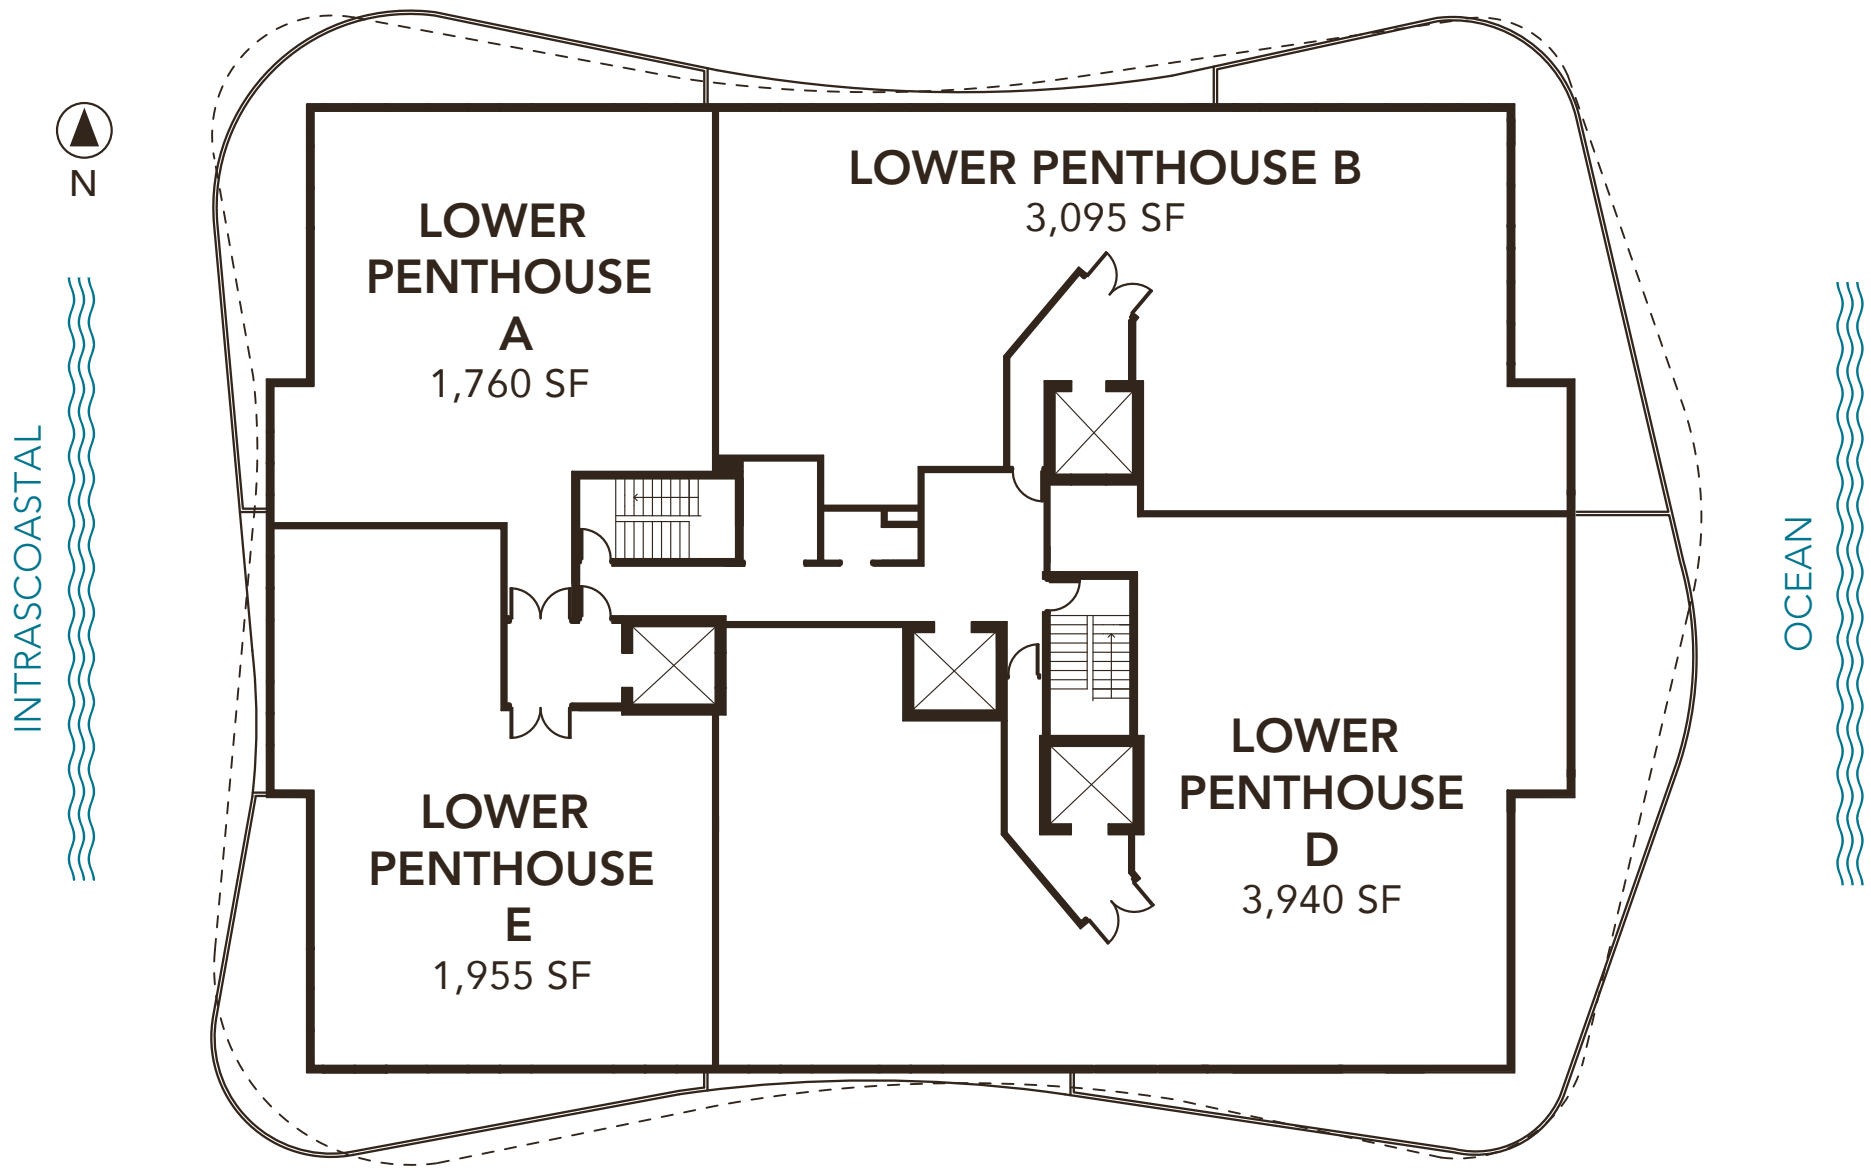 N
INTRASCOASTAL
LOWER
PENTHOUSE
A
1,760 SF
LOWER PENTHOUSE B
3,095 SF
LOWER
PENTHOUSE
E
1,955 SF
LOWER
PENTHOUSE
D
3,940 SF
OCEAN